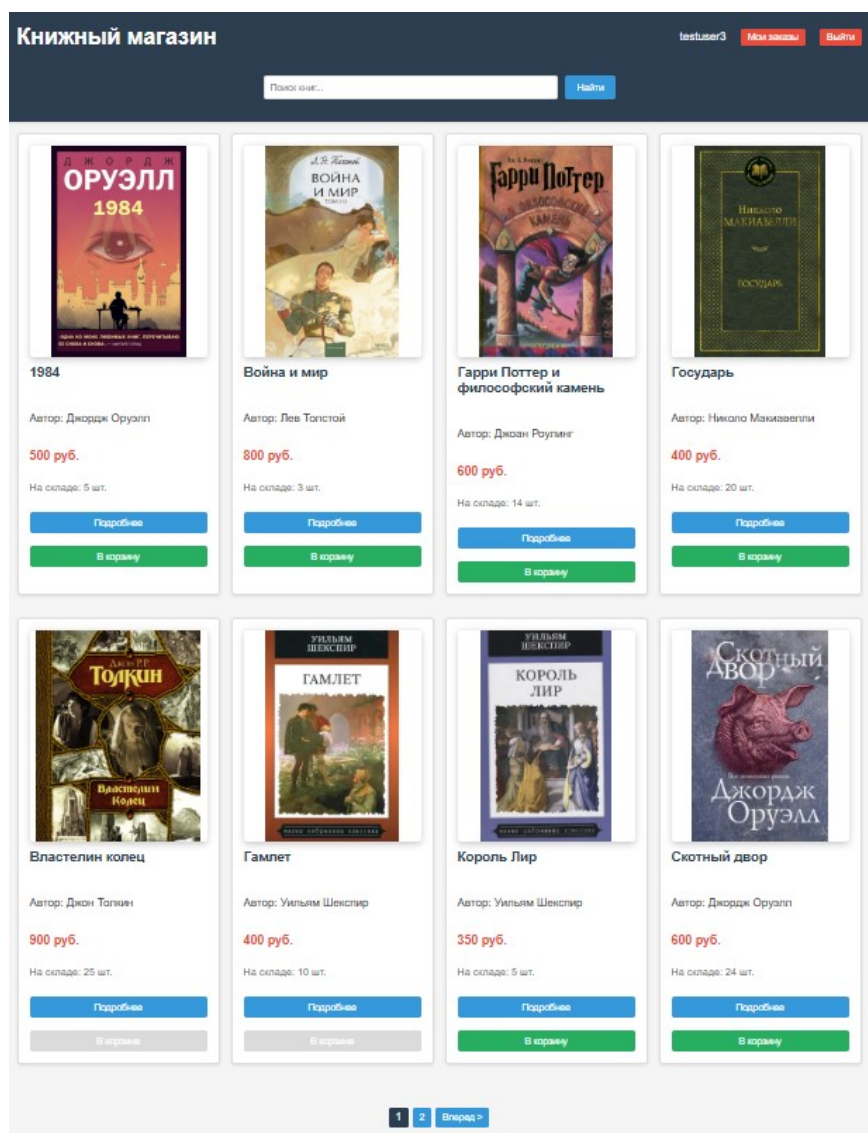 Книжный магазин
testuser3 Мои заказы Выйти
Поиск книг... Найти
ДЖОРДЖ
ОРУЭЛЛ
1984
ВОЙНА
И МИР
Гарри Поттер
И ФИЛОСОФСКИЙ
КАМЕНЬ
Никколо
МАКИАВЕЛЛИ
ГОСУДАРЬ
1984
Автор: Джордж Оруэлл
500 руб.
На складе: 5 шт.
Подробнее
В корзину
Война и мир
Автор: Лев Толстой
800 руб.
На складе: 3 шт.
Подробнее
В корзину
Гарри Поттер и
философский камень
Автор: Джоан Роулинг
600 руб.
На складе: 14 шт.
Подробнее
В корзину
Государь
Автор: Николо Макиавелли
400 руб.
На складе: 20 шт.
Подробнее
В корзину
Джон Р.Р.
Толкин
Властелин
Колец
УИЛЬЯМ
ШЕКСПИР
ГАМЛЕТ
УИЛЬЯМ
ШЕКСПИР
КОРОЛЬ
ЛИР
Скотный
Двор
Джордж
Оруэлл
Властелин колец
Автор: Джон Толкин
900 руб.
На складе: 25 шт.
Подробнее
В корзине
Гамлет
Автор: Уильям Шекспир
400 руб.
На складе: 10 шт.
Подробнее
В корзине
Король Лир
Автор: Уильям Шекспир
350 руб.
На складе: 5 шт.
Подробнее
В корзину
Скотный двор
Автор: Джордж Оруэлл
600 руб.
На складе: 24 шт.
Подробнее
В корзину
1 2 Вперед >